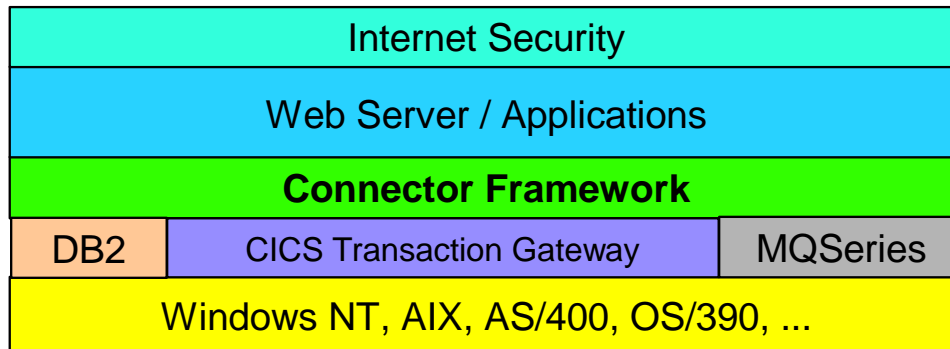 Internet Security
Web Server / Applications
Connector Framework
DB2 CICS Transaction Gateway MQSeries
Windows NT, AIX, AS/400, OS/390, ...